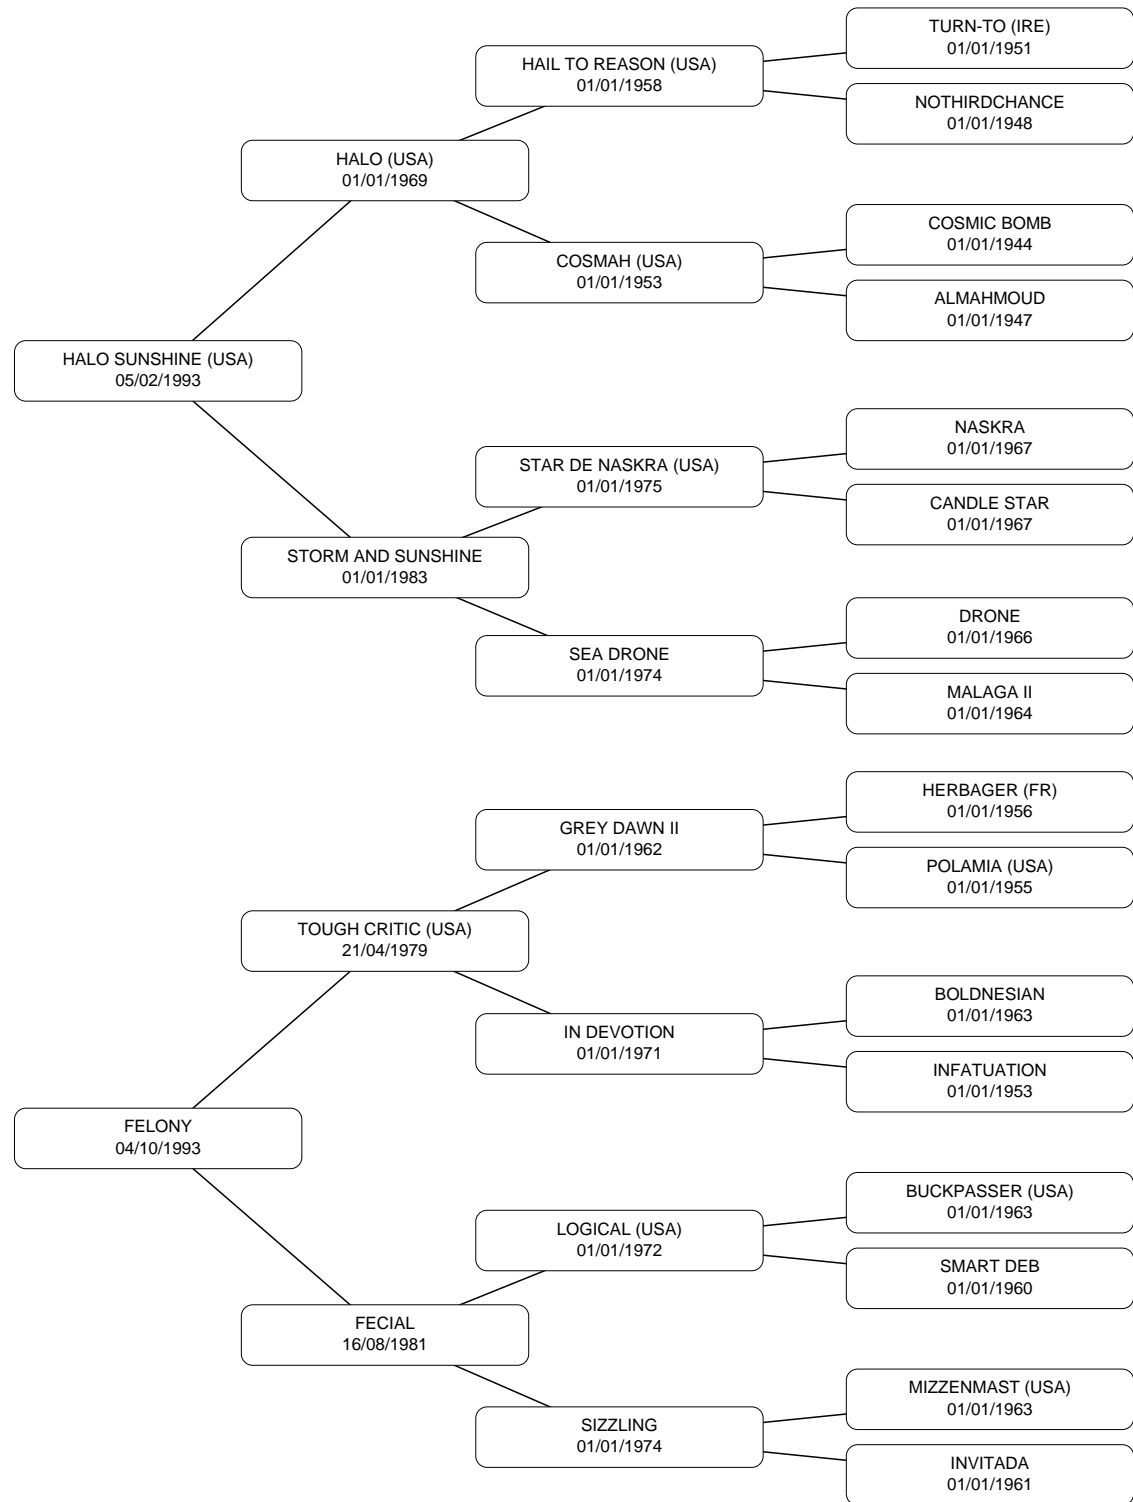 TURN-TO (IRE)
01/01/1951
HAIL TO REASON (USA)
01/01/1958
NOTHIRDCHANCE
01/01/1948
HALO (USA)
01/01/1969
COSMIC BOMB
01/01/1944
COSMAH (USA)
01/01/1953
ALMAHMOUD
01/01/1947
HALO SUNSHINE (USA)
05/02/1993
NASKRA
01/01/1967
STAR DE NASKRA (USA)
01/01/1975
CANDLE STAR
01/01/1967
STORM AND SUNSHINE
01/01/1983
DRONE
01/01/1966
SEA DRONE
01/01/1974
MALAGA II
01/01/1964
HERBAGER (FR)
01/01/1956
GREY DAWN II
01/01/1962
POLAMIA (USA)
01/01/1955
TOUGH CRITIC (USA)
21/04/1979
BOLDNESIAN
01/01/1963
IN DEVOTION
01/01/1971
INFATUATION
01/01/1953
FELONY
04/10/1993
BUCKPASSER (USA)
01/01/1963
LOGICAL (USA)
01/01/1972
SMART DEB
01/01/1960
FECIAL
16/08/1981
MIZZENMAST (USA)
01/01/1963
SIZZLING
01/01/1974
INVITADA
01/01/1961